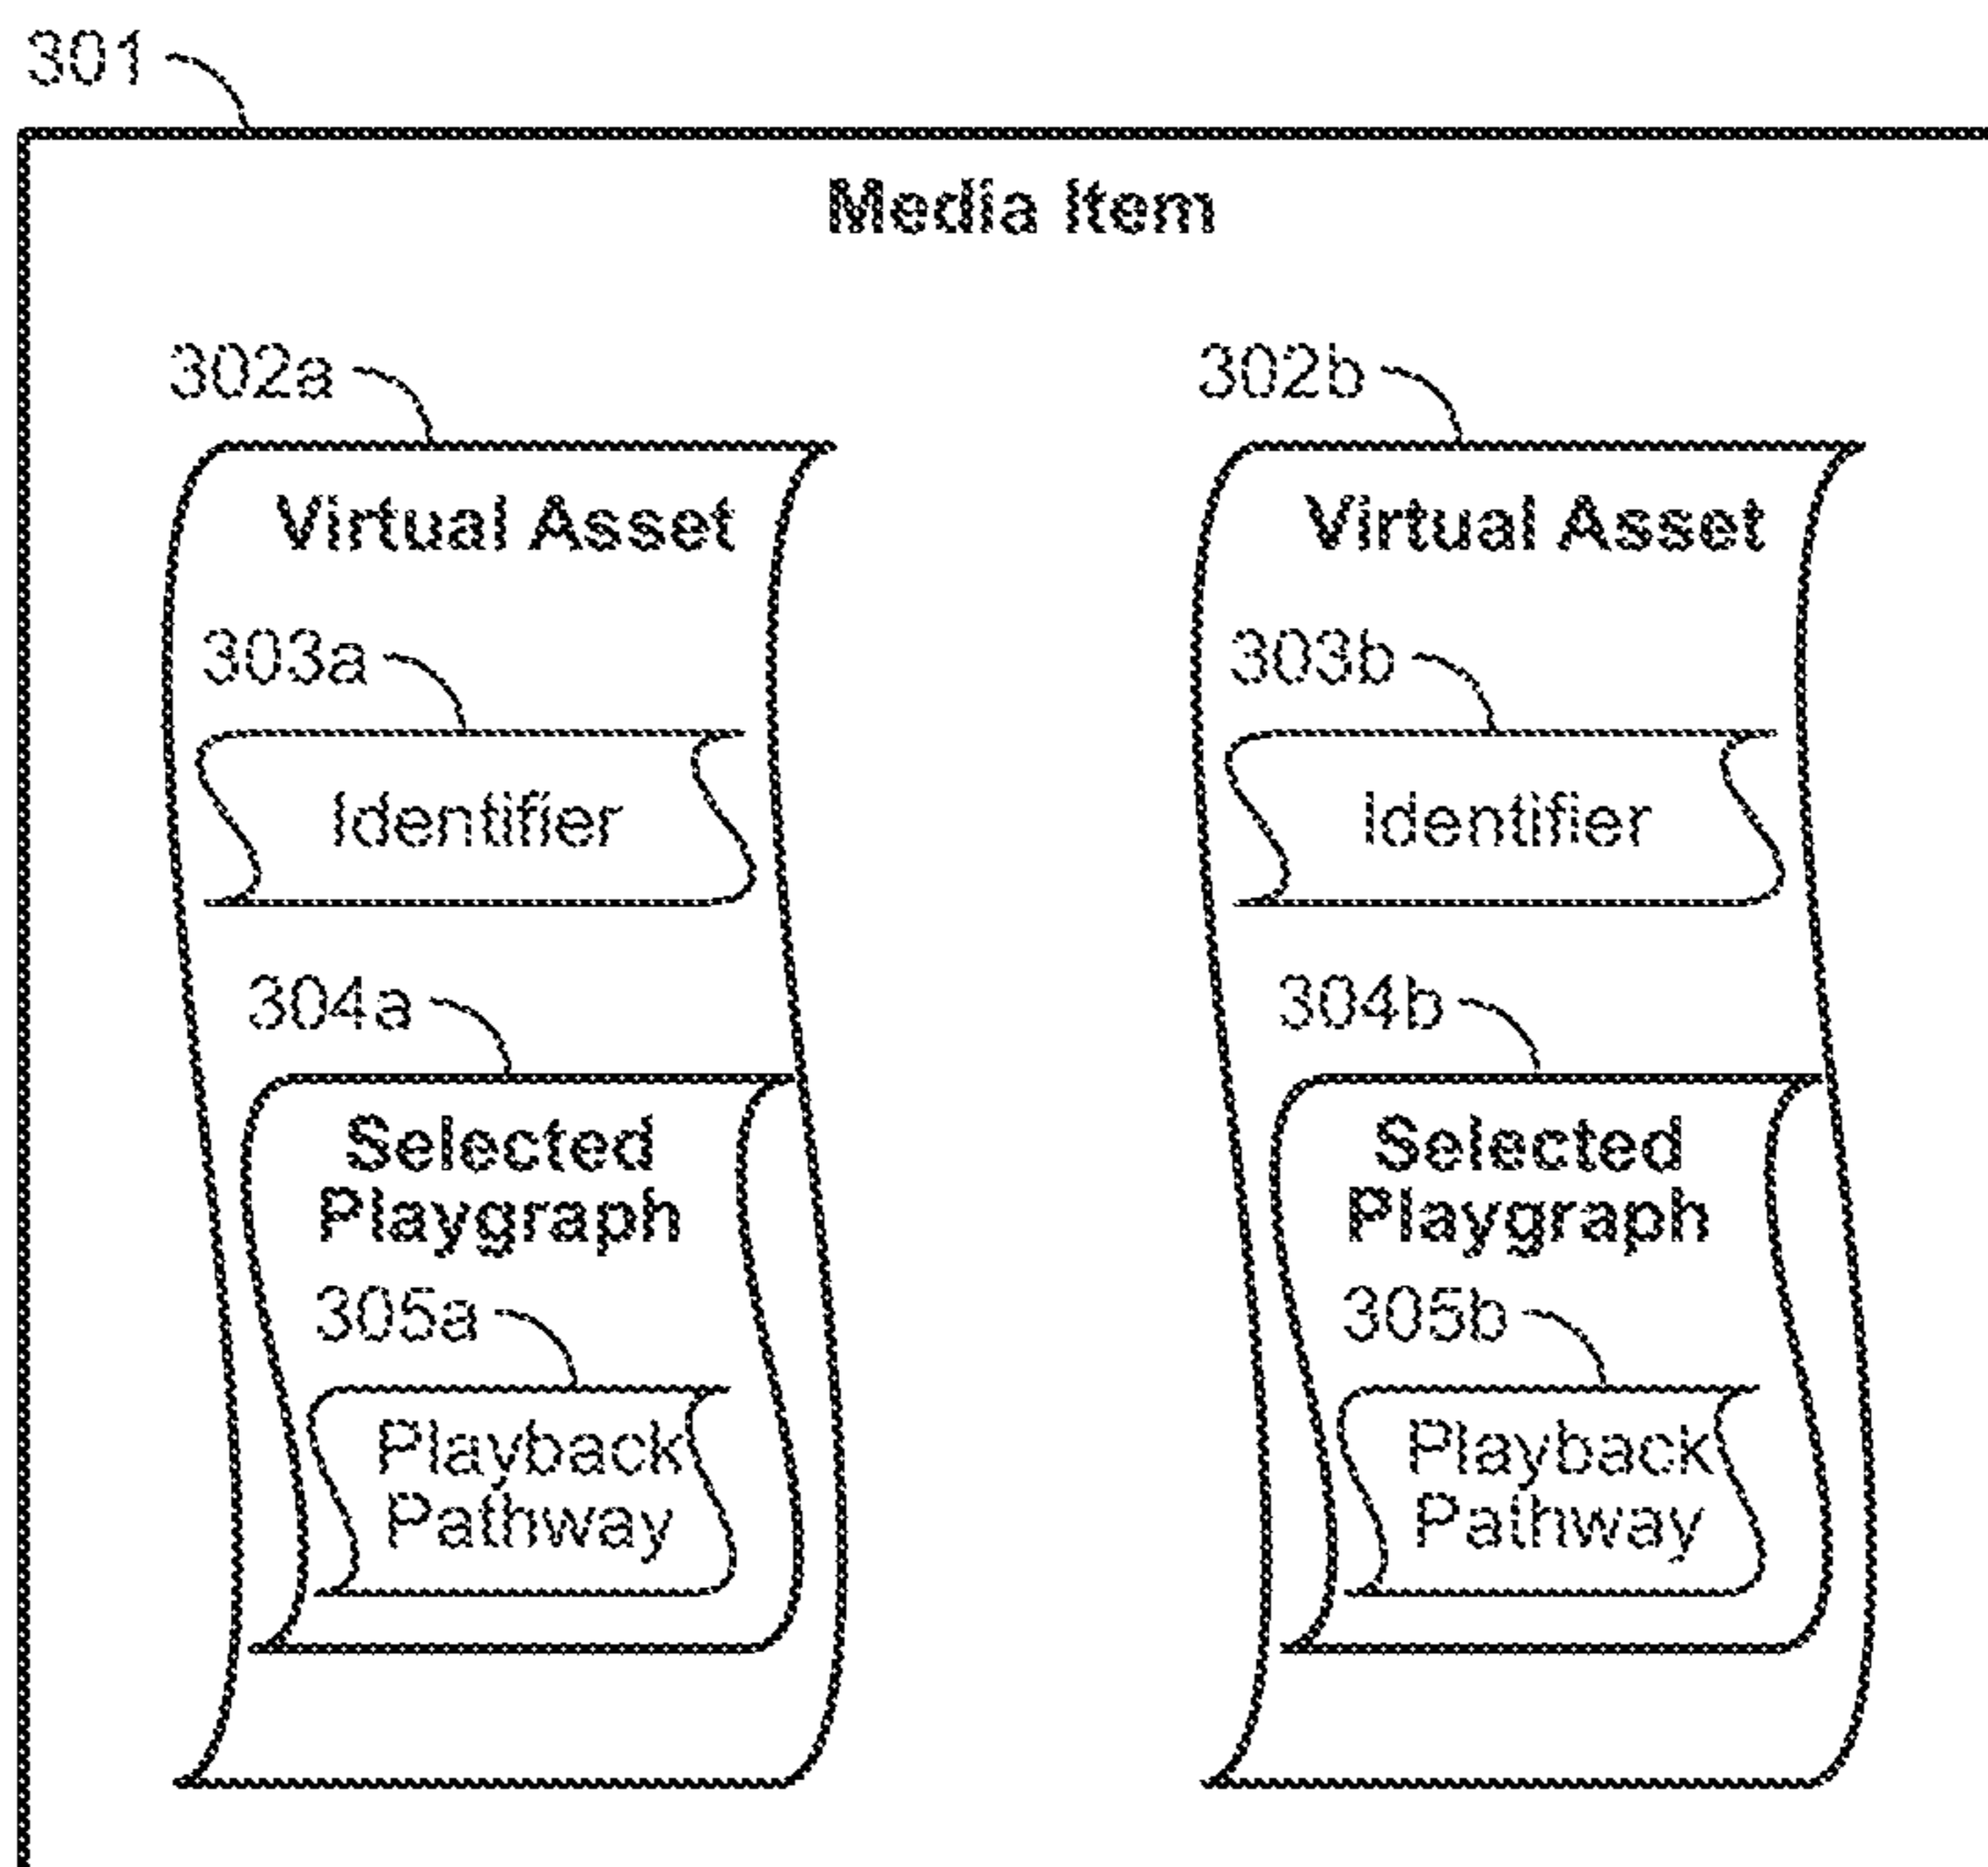 301
Media Item
302a
Virtual Asset
303a
Identifier
304a
Selected
Playgraph
305a
Playback
Pathway
302b
Virtual Asset
303b
Identifier
304b
Selected
Playgraph
305b
Playback
Pathway